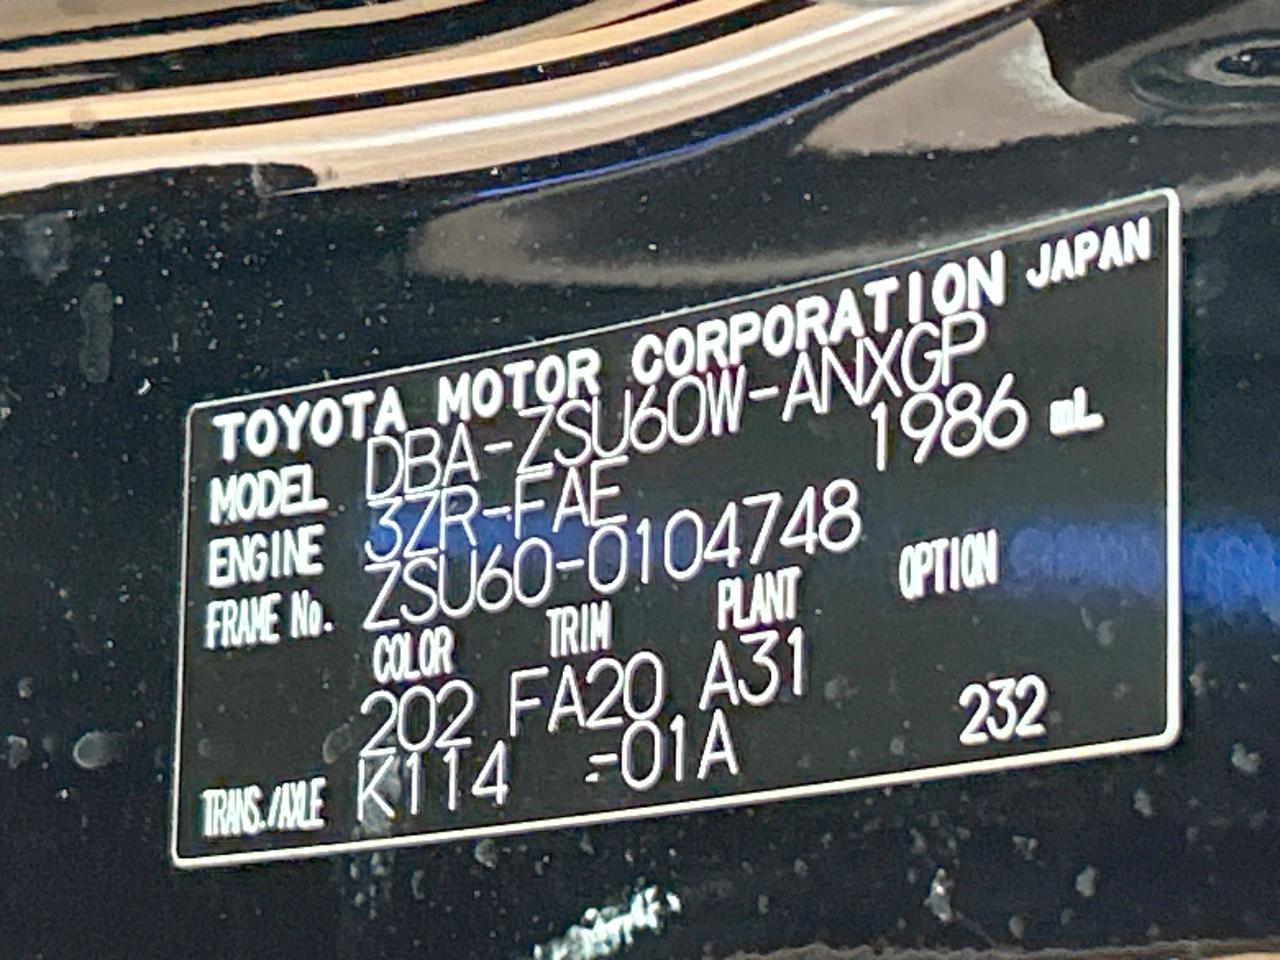 TOYOTA MOTOR CORPORATION JAPAN
MODEL DBA-ZSU60W-ANXGP
ENGINE 3ZR-FAE 1986 mL
FRAME No. ZSU60-0104748
COLOR TRIM PLANT OPTION
202 FA20 A31
TRANS./AXLE K114 -01A 232